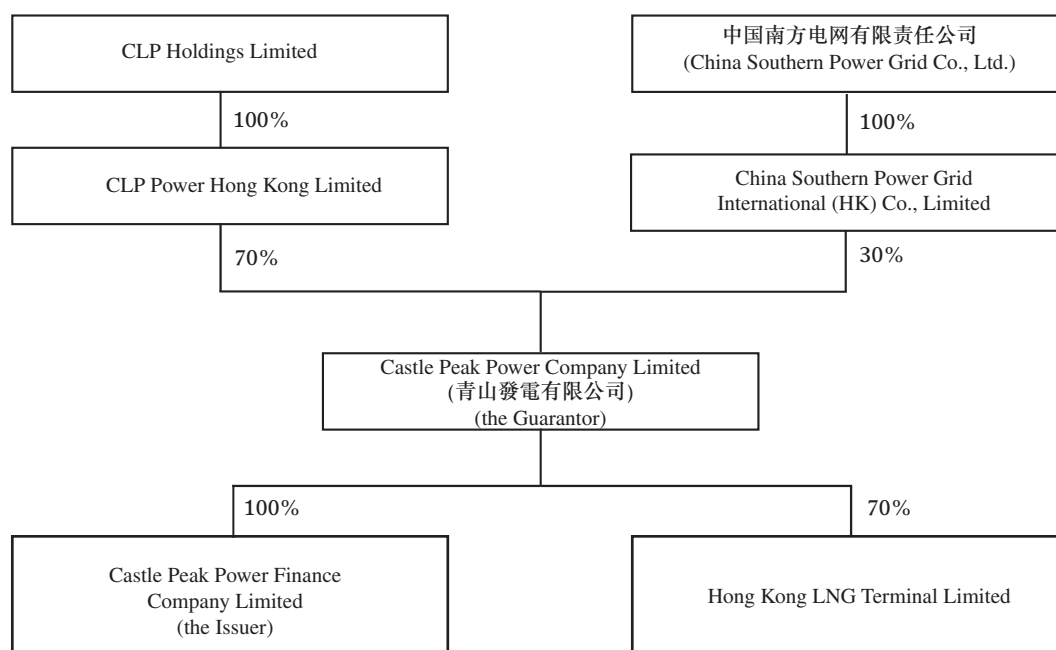 CLP Holdings Limited
中国南方电网有限责任公司
(China Southern Power Grid Co., Ltd.)
100%
100%
CLP Power Hong Kong Limited
China Southern Power Grid
International (HK) Co., Limited
70%
30%
Castle Peak Power Company Limited
(青山發電有限公司)
(the Guarantor)
100%
70%
Castle Peak Power Finance
Company Limited
(the Issuer)
Hong Kong LNG Terminal Limited